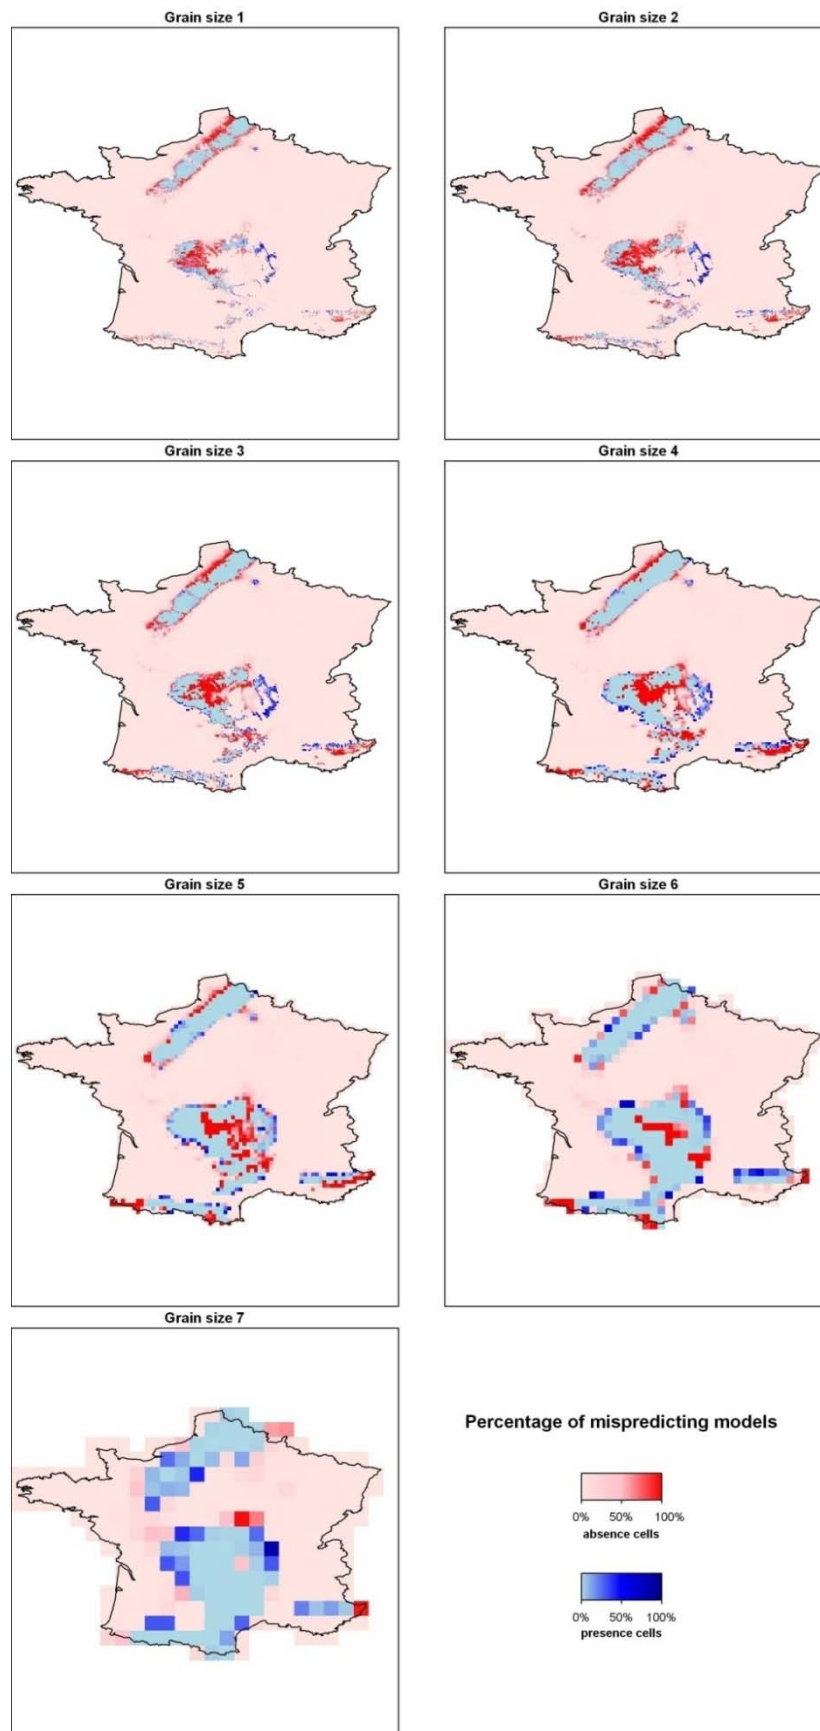 Grain size 1
Grain size 2
Grain size 3
Grain size 4
Grain size 5
Grain size 6
Grain size 7
Percentage of mispredicting models
0% 50% 100%
absence cells
0% 50% 100%
presence cells